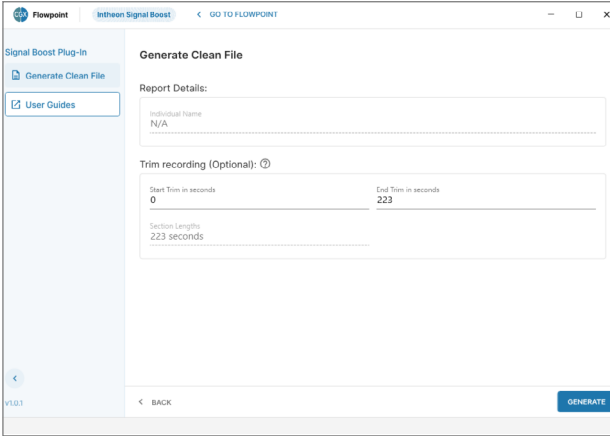 CGX Flowpoint Intheon Signal Boost < GO TO FLOWPOINT
Signal Boost Plug-In
Generate Clean File
User Guides
Generate Clean File
Report Details:
Individual Name
N/A
Trim recording (Optional): ?
Start Trim in seconds End Trim in seconds
0 223
Section Lengths
223 seconds
v1.0.1 < BACK GENERATE